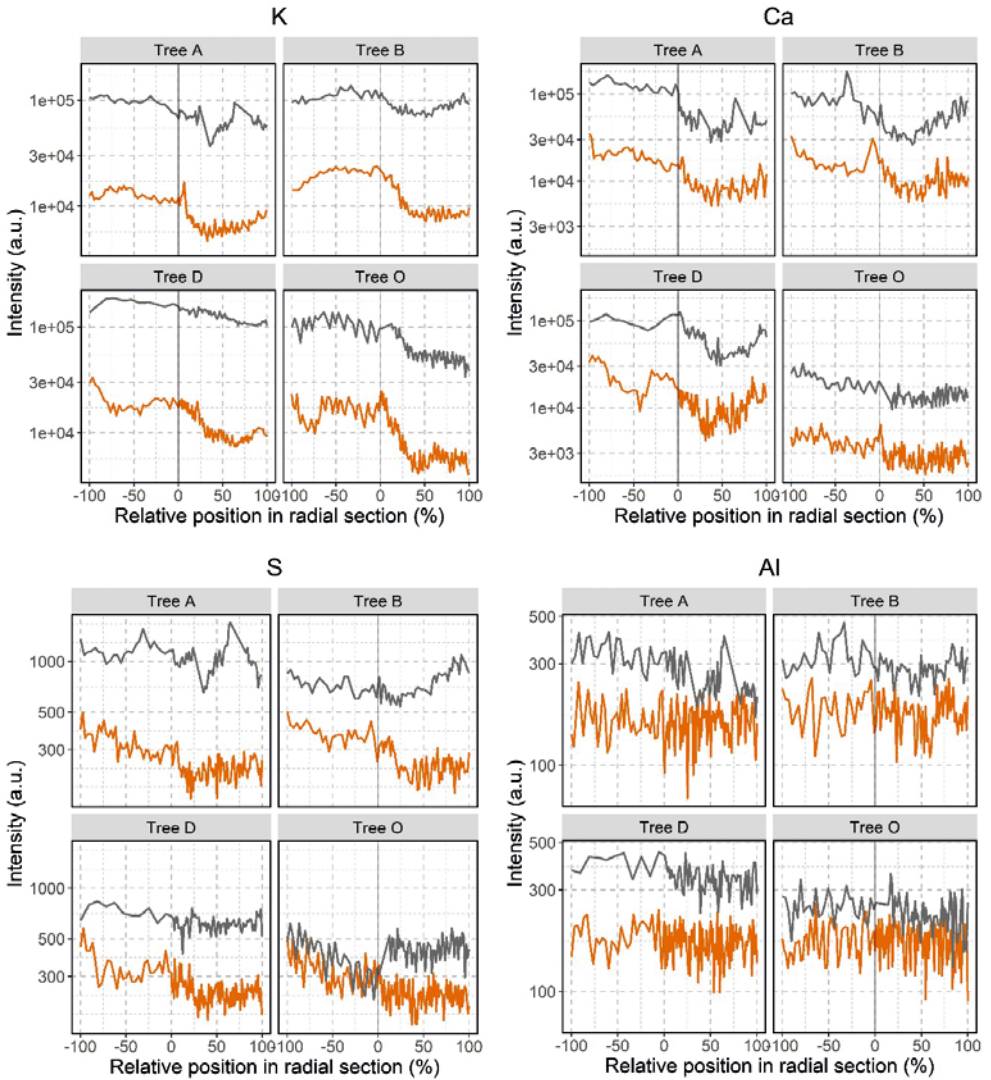 K
Tree A Tree B
1e+05
3e+04
1e+04
Tree D Tree O
1e+05
3e+04
1e+04
-100 -50 0 50 100 -100 -50 0 50 100
Relative position in radial section (%)
Intensity (a.u.)
Ca
Tree A Tree B
1e+05
3e+04
1e+04
3e+03
Tree D Tree O
1e+05
3e+04
1e+04
3e+03
-100 -50 0 50 100 -100 -50 0 50 100
Relative position in radial section (%)
Intensity (a.u.)
S
Tree A Tree B
1000
500
300
Tree D Tree O
1000
500
300
-100 -50 0 50 100 -100 -50 0 50 100
Relative position in radial section (%)
Intensity (a.u.)
Al
Tree A Tree B
500
300
100
Tree D Tree O
500
300
100
-100 -50 0 50 100 -100 -50 0 50 100
Relative position in radial section (%)
Intensity (a.u.)